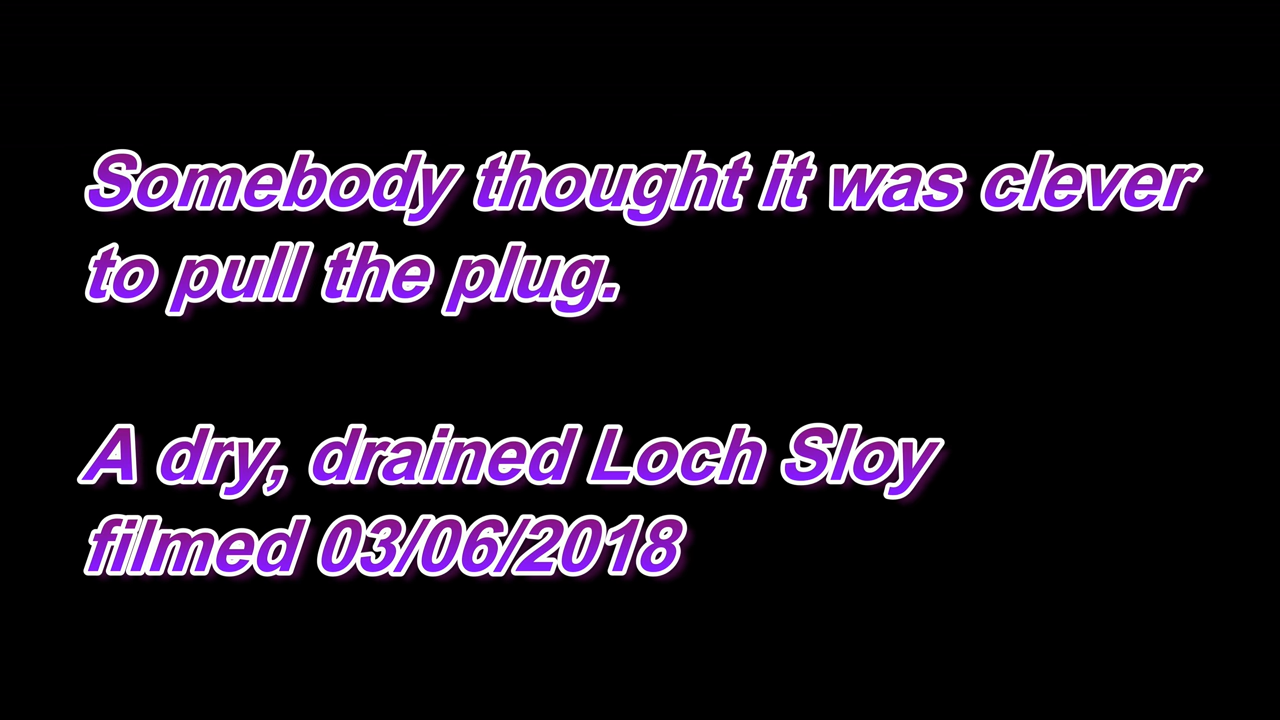 Somebody thought it was clever
to pull the plug.
A dry, drained Loch Sloy
filmed 03/06/2018